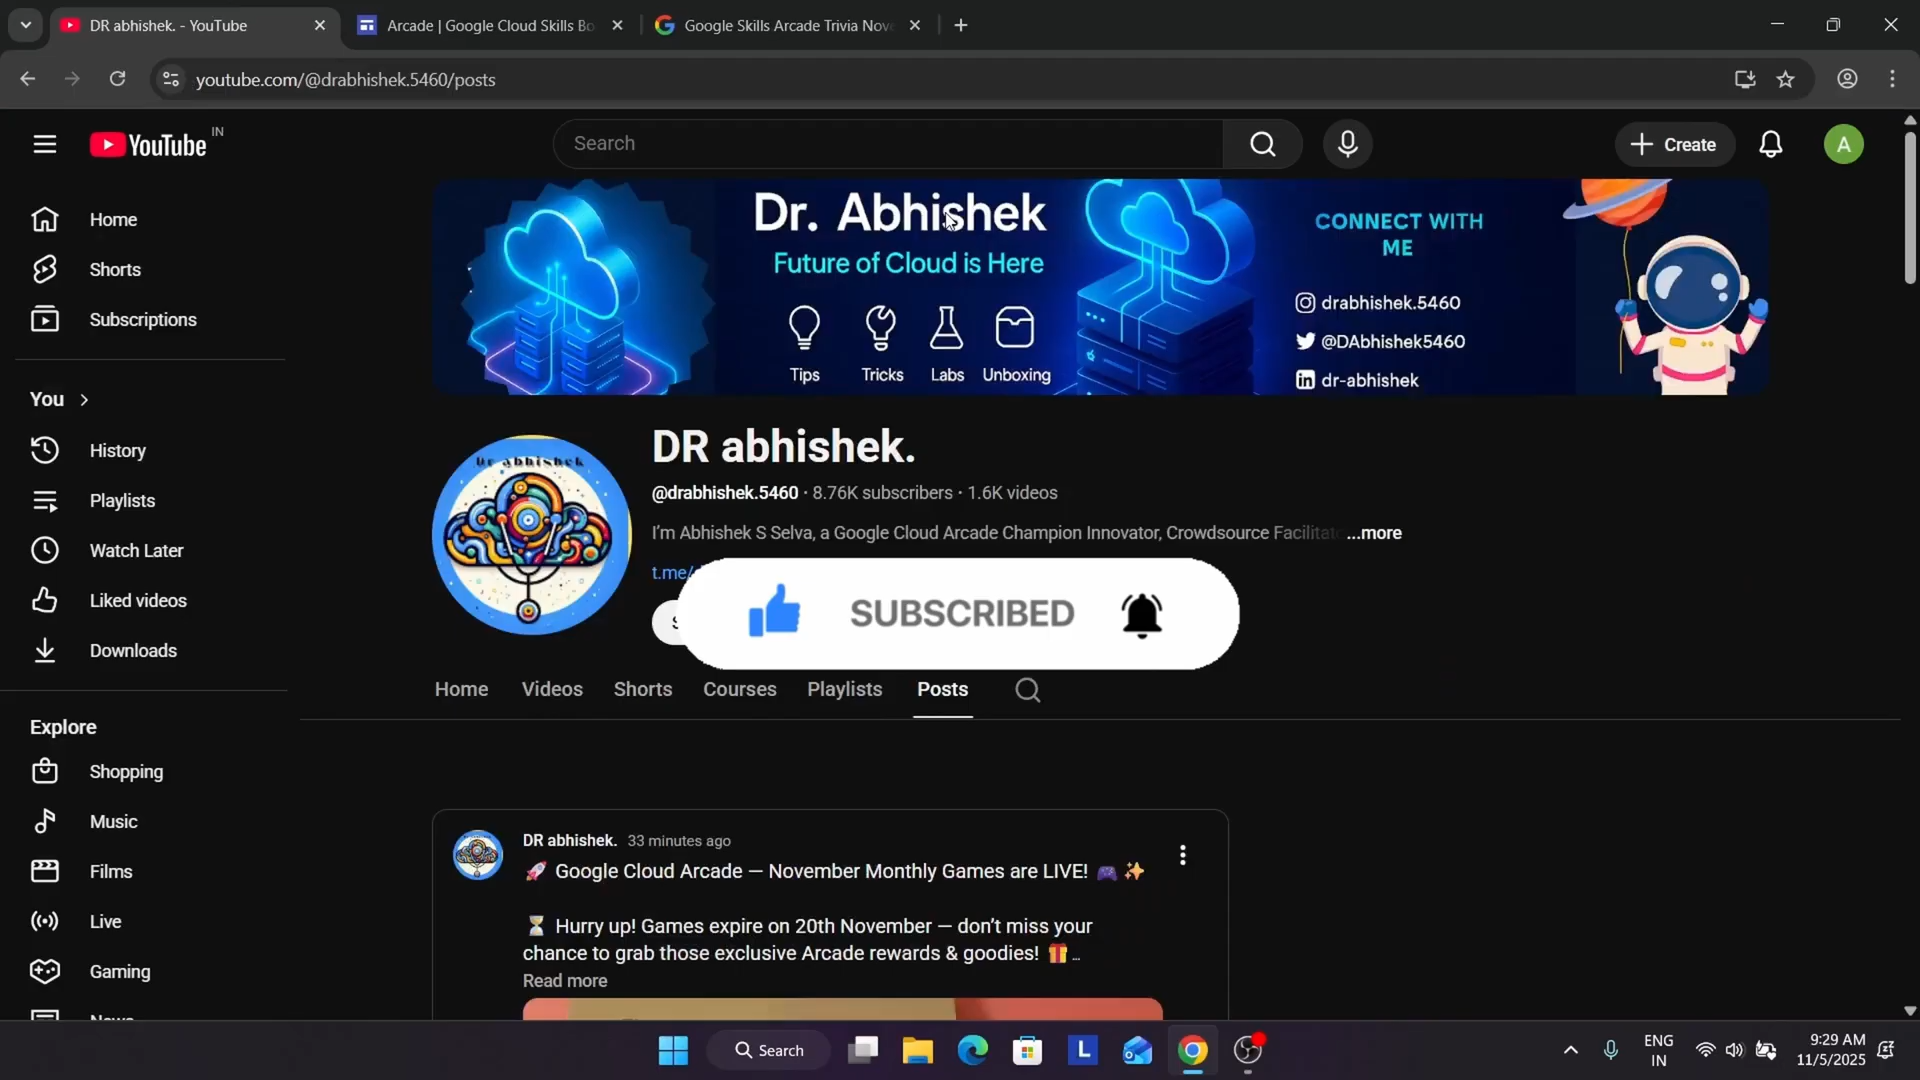 DR abhishek. - YouTube
Arcade | Google Cloud Skills Bo
Google Skills Arcade Trivia Nov
youtube.com/@drabhishek.5460/posts
YouTube IN
Search
Create
A
Home
Shorts
Subscriptions
You
History
Playlists
Watch Later
Liked videos
Downloads
Explore
Shopping
Music
Films
Live
Gaming
Dr. Abhishek
Future of Cloud is Here
Tips
Tricks
Labs
Unboxing
CONNECT WITH
ME
drabhishek.5460
@DAbhishek5460
dr-abhishek
Dr abhishek
DR abhishek.
@drabhishek.5460 · 8.76K subscribers · 1.6K videos
I'm Abhishek S Selva, a Google Cloud Arcade Champion Innovator, Crowdsource Facilitato ...more
t.me/
SUBSCRIBED
Home
Videos
Shorts
Courses
Playlists
Posts
DR abhishek. 33 minutes ago
🚀 Google Cloud Arcade — November Monthly Games are LIVE! 🎮 ✨
⏳ Hurry up! Games expire on 20th November — don't miss your
chance to grab those exclusive Arcade rewards & goodies! 🎁 ...
Read more
Search
L
ENG
IN
9:29 AM
11/5/2025